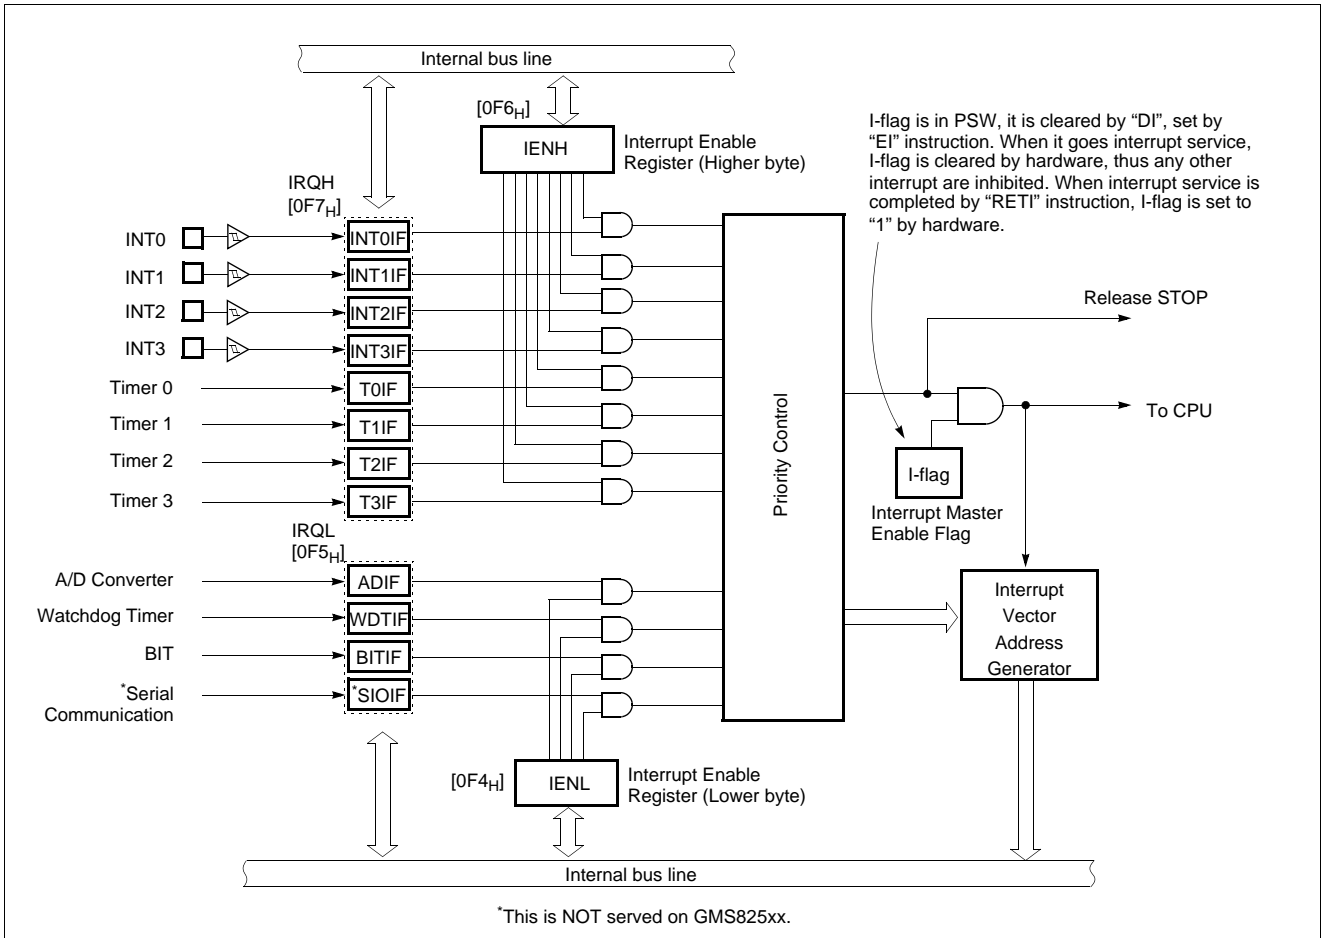 Internal bus line
[0F6H]
IENH
Interrupt Enable
Register (Higher byte)
I-flag is in PSW, it is cleared by “DI”, set by
“EI” instruction. When it goes interrupt service,
I-flag is cleared by hardware, thus any other
interrupt are inhibited. When interrupt service is
completed by “RETI” instruction, I-flag is set to
“1” by hardware.
IRQH
[0F7H]
INT0
INT0IF
INT1
INT1IF
INT2
INT2IF
INT3
INT3IF
Timer 0
T0IF
Timer 1
T1IF
Timer 2
T2IF
Timer 3
T3IF
Priority Control
Release STOP
To CPU
I-flag
Interrupt Master
Enable Flag
IRQL
[0F5H]
A/D Converter
ADIF
Watchdog Timer
WDTIF
BIT
BITIF
*Serial
Communication
*SIOIF
Interrupt
Vector
Address
Generator
[0F4H]
IENL
Interrupt Enable
Register (Lower byte)
Internal bus line
*This is NOT served on GMS825xx.